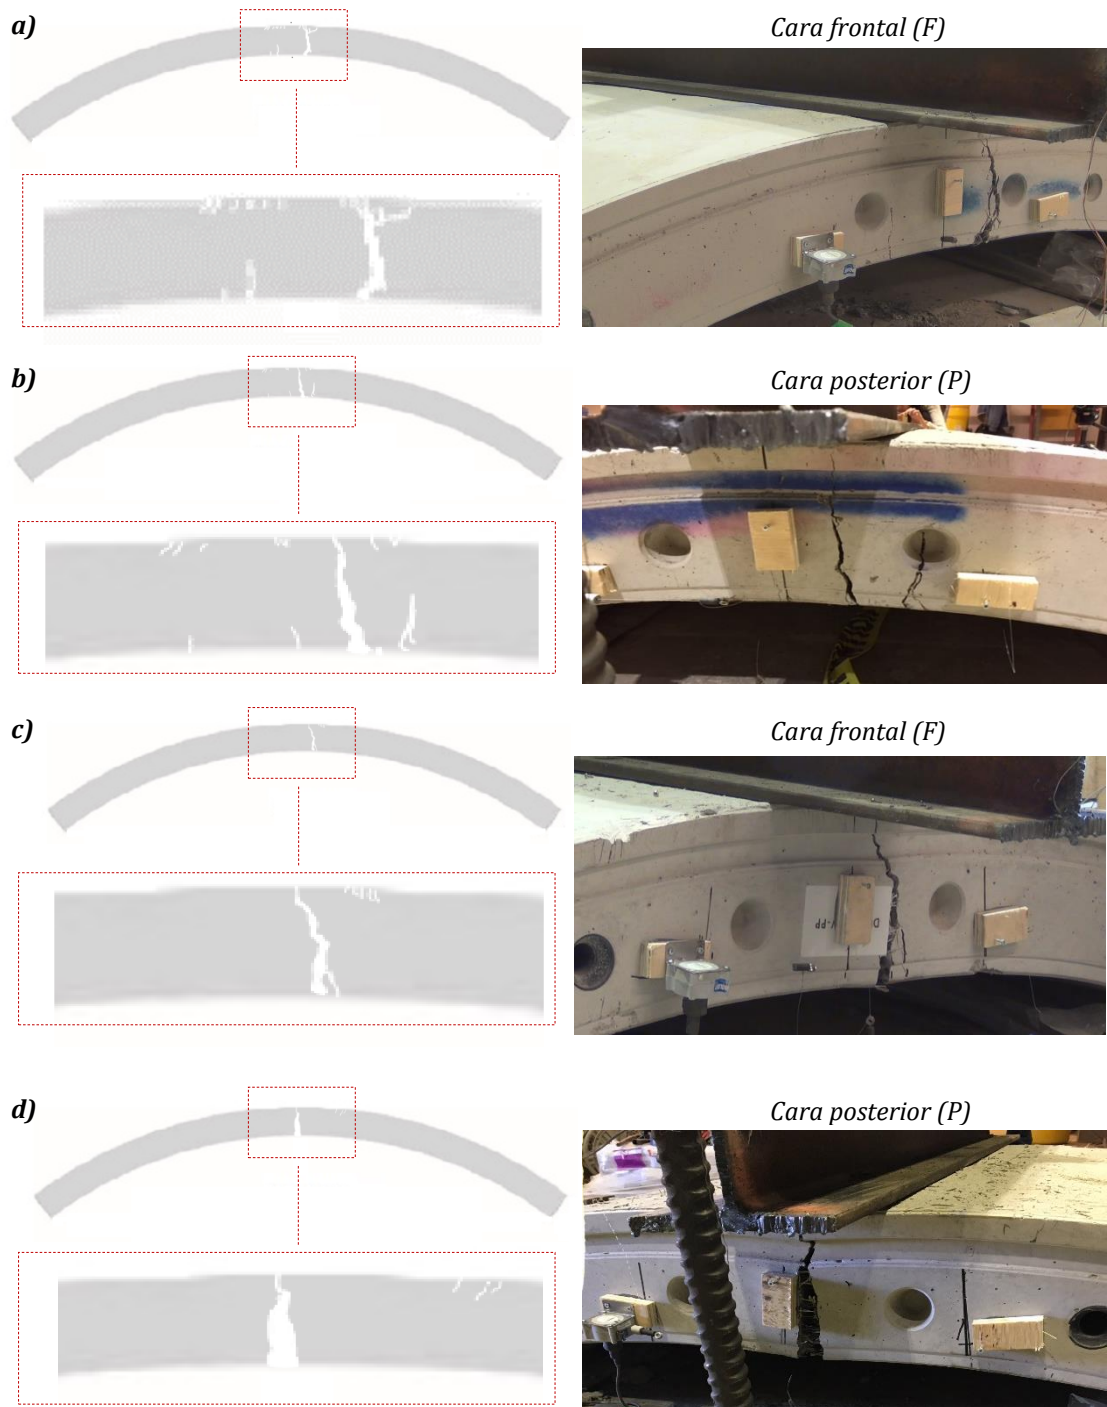 a)
Cara frontal (F)
b)
Cara posterior (P)
c)
Cara frontal (F)
d)
Cara posterior (P)